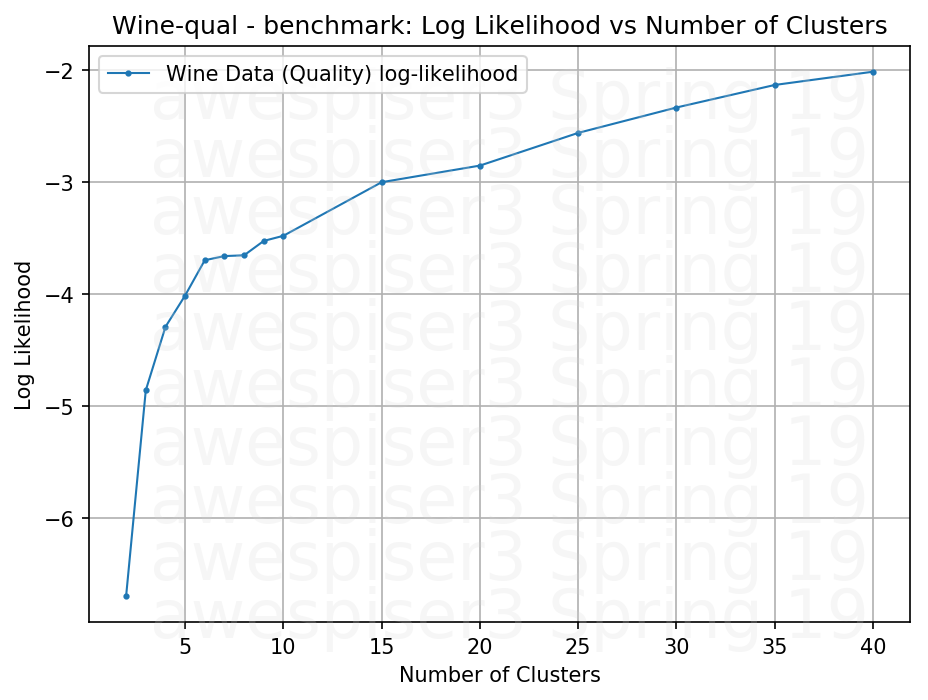 Wine-qual - benchmark: Log Likelihood vs Number of Clusters
Wine Data (Quality) log-likelihood
Log Likelihood
−2
−3
−4
−5
−6
awespiser3 Spring 19
awespiser3 Spring 19
awespiser3 Spring 19
awespiser3 Spring 19
awespiser3 Spring 19
awespiser3 Spring 19
awespiser3 Spring 19
awespiser3 Spring 19
awespiser3 Spring 19
awespiser3 Spring 19
5 10 15 20 25 30 35 40
Number of Clusters